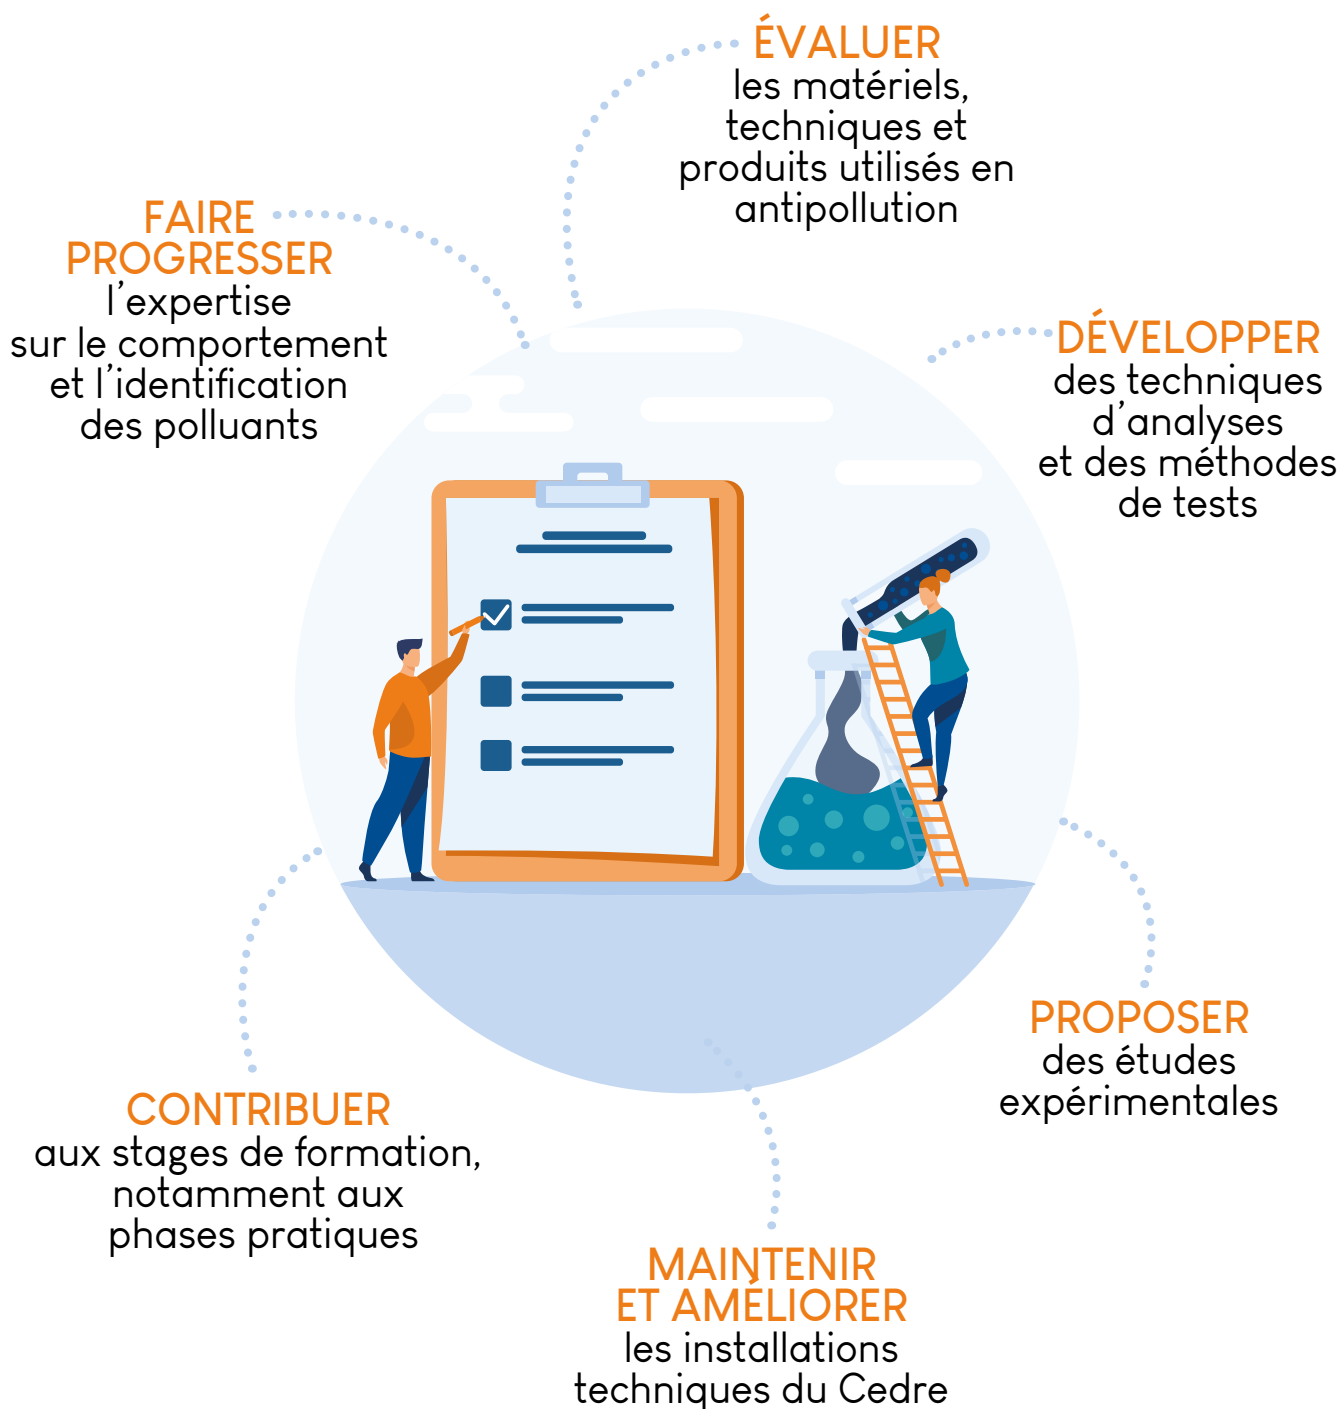 ÉVALUER
les matériels,
techniques et
produits utilisés en
antipollution
FAIRE
PROGRESSER
l'expertise
sur le comportement
et l'identification
des polluants
DÉVELOPPER
des techniques
d'analyses
et des méthodes
de tests
PROPOSER
des études
expérimentales
CONTRIBUER
aux stages de formation,
notamment aux
phases pratiques
MAINTENIR
ET AMÉLIORER
les installations
techniques du Cedre